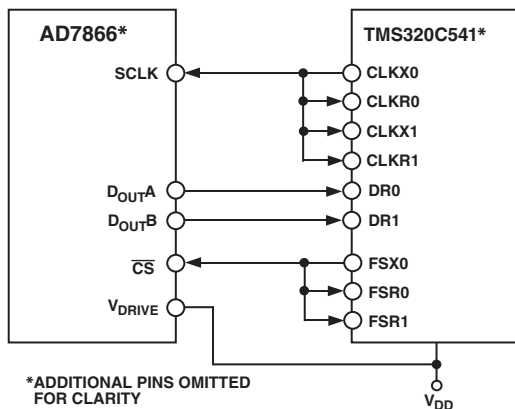 AD7866*
TMS320C541*
SCLK
CLKX0
CLKR0
CLKX1
CLKR1
DOUTA
DR0
DOUTB
DR1
CS
FSX0
FSR0
VDRIVE
FSR1
*ADDITIONAL PINS OMITTED
FOR CLARITY
VDD